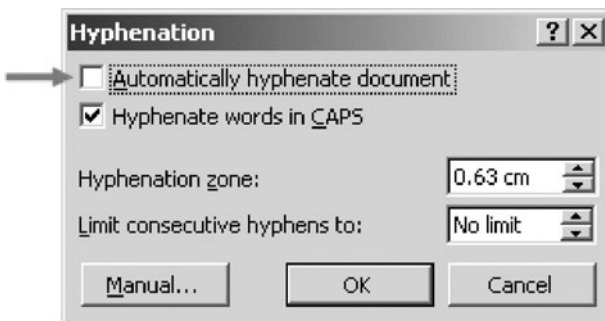 Hyphenation
Automatically hyphenate document
Hyphenate words in CAPS
Hyphenation zone: 0.63 cm
Limit consecutive hyphens to: No limit
Manual... OK Cancel